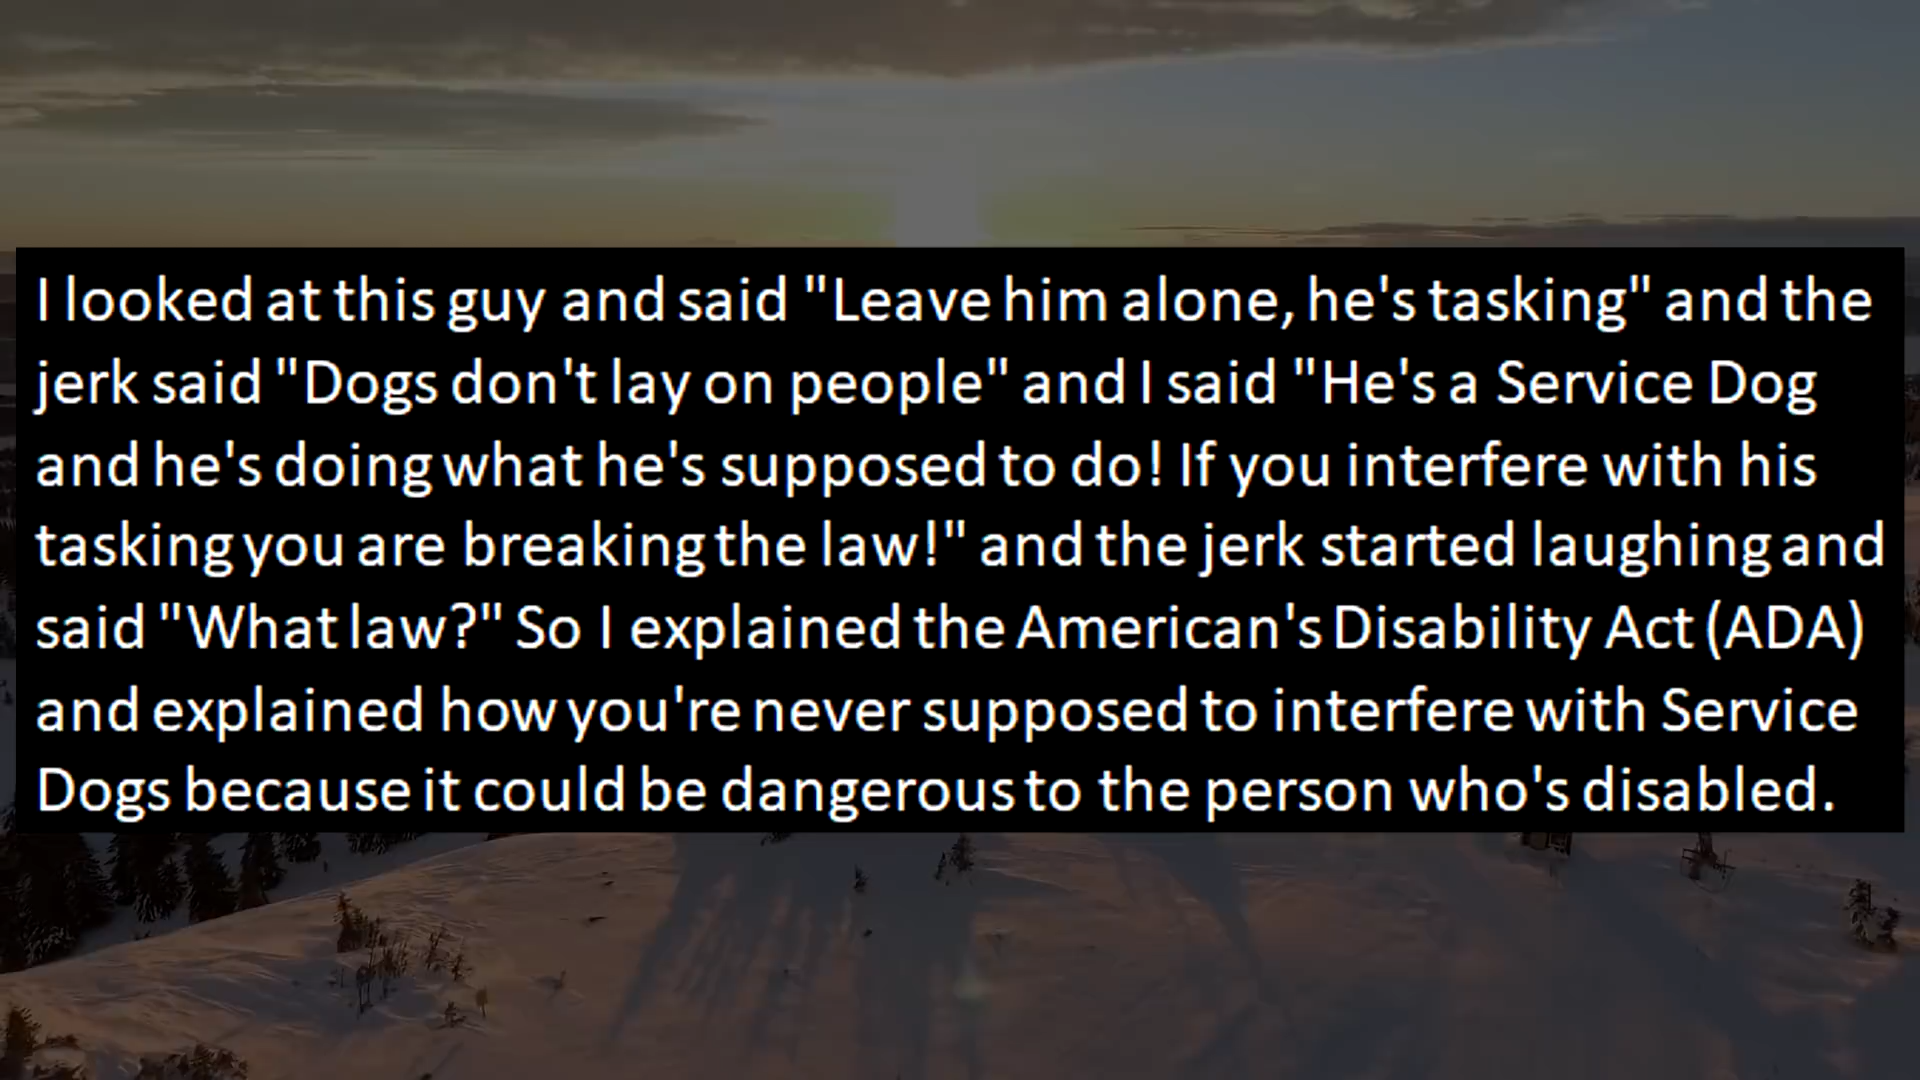 I looked at this guy and said "Leave him alone, he's tasking" and the
jerk said "Dogs don't lay on people" and I said "He's a Service Dog
and he's doing what he's supposed to do! If you interfere with his
tasking you are breaking the law!" and the jerk started laughing and
said "What law?" So I explained the American's Disability Act (ADA)
and explained how you're never supposed to interfere with Service
Dogs because it could be dangerous to the person who's disabled.